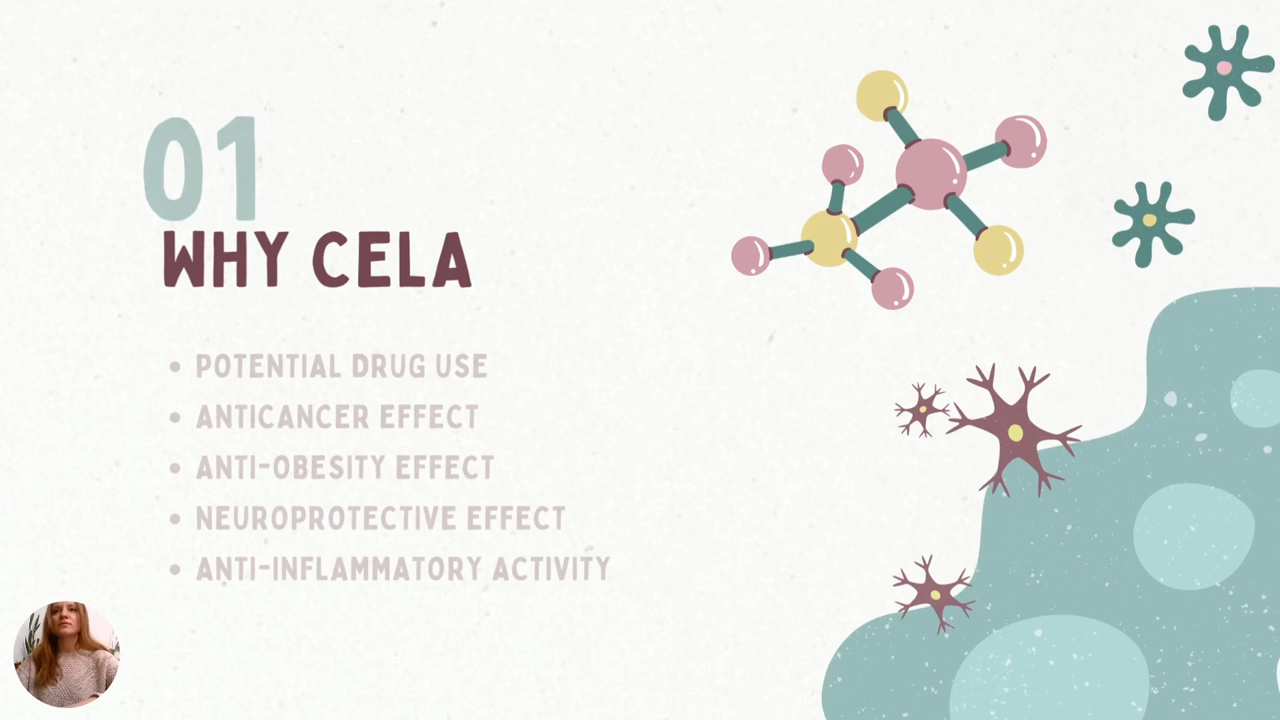 01
WHY CELA
• POTENTIAL DRUG USE
• ANTICANCER EFFECT
• ANTI-OBESITY EFFECT
• NEUROPROTECTIVE EFFECT
• ANTI-INFLAMMATORY ACTIVITY